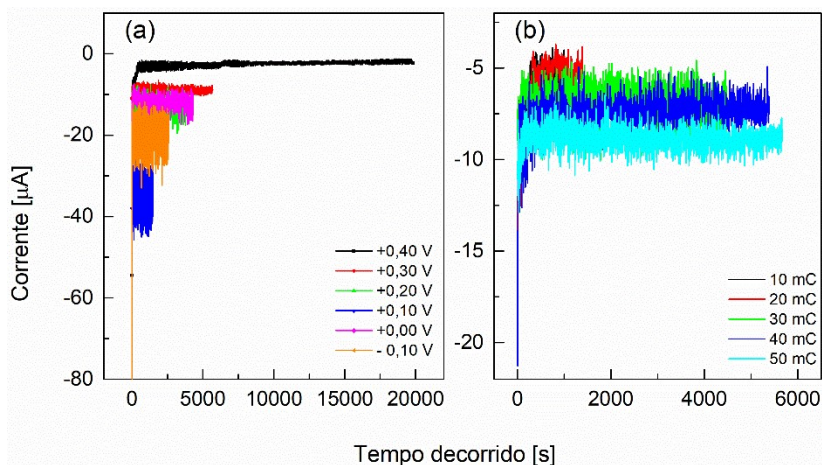 (a)
(b)
Corrente [µA]
0
-20
-40
-60
-80
0
5000
10000
15000
20000
+0,40 V
+0,30 V
+0,20 V
+0,10 V
+0,00 V
- 0,10 V
-5
-10
-15
-20
0
2000
4000
6000
10 mC
20 mC
30 mC
40 mC
50 mC
Tempo decorrido [s]